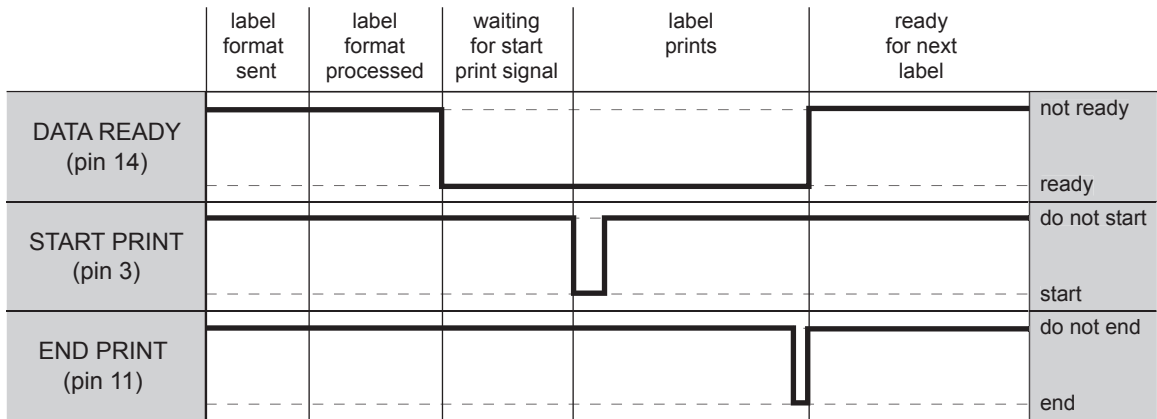 label
format
sent
label
format
processed
waiting
for start
print signal
label
prints
ready
for next
label
DATA READY
(pin 14)
not ready
ready
START PRINT
(pin 3)
do not start
start
END PRINT
(pin 11)
do not end
end